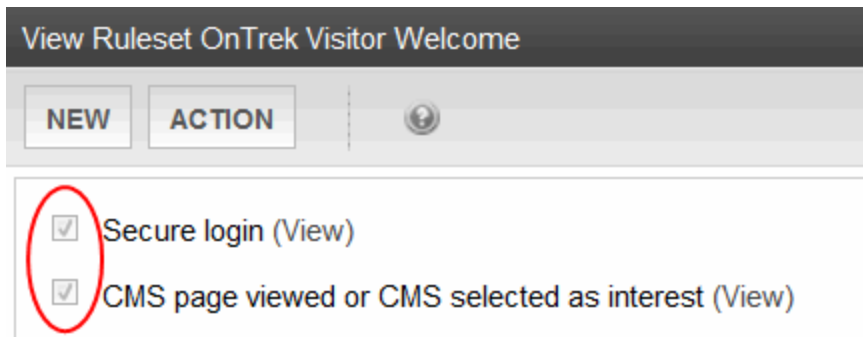 View Ruleset OnTrek Visitor Welcome
NEW ACTION ?
Secure login (View)
CMS page viewed or CMS selected as interest (View)